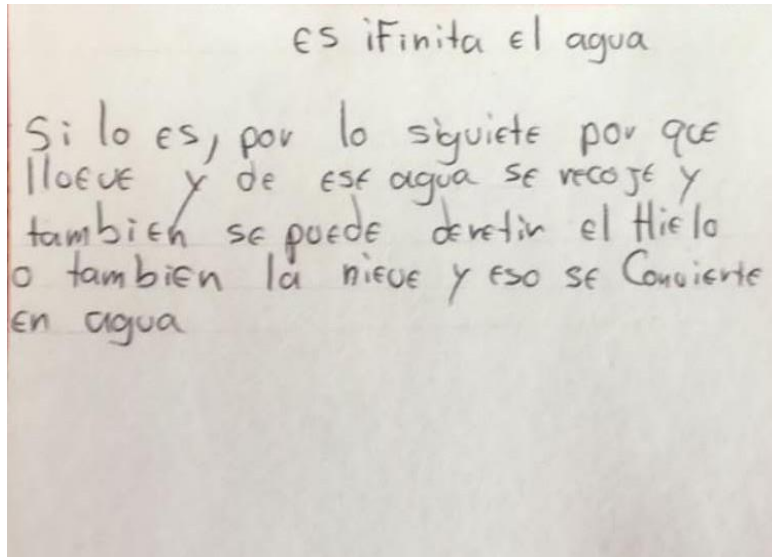 es iFinita el agua
Si lo es, por lo siguiete por que
llueve y de ese agua se recoje y
tambien se puede deretir el Hielo
o tambien la nieve y eso se Convierte
en agua